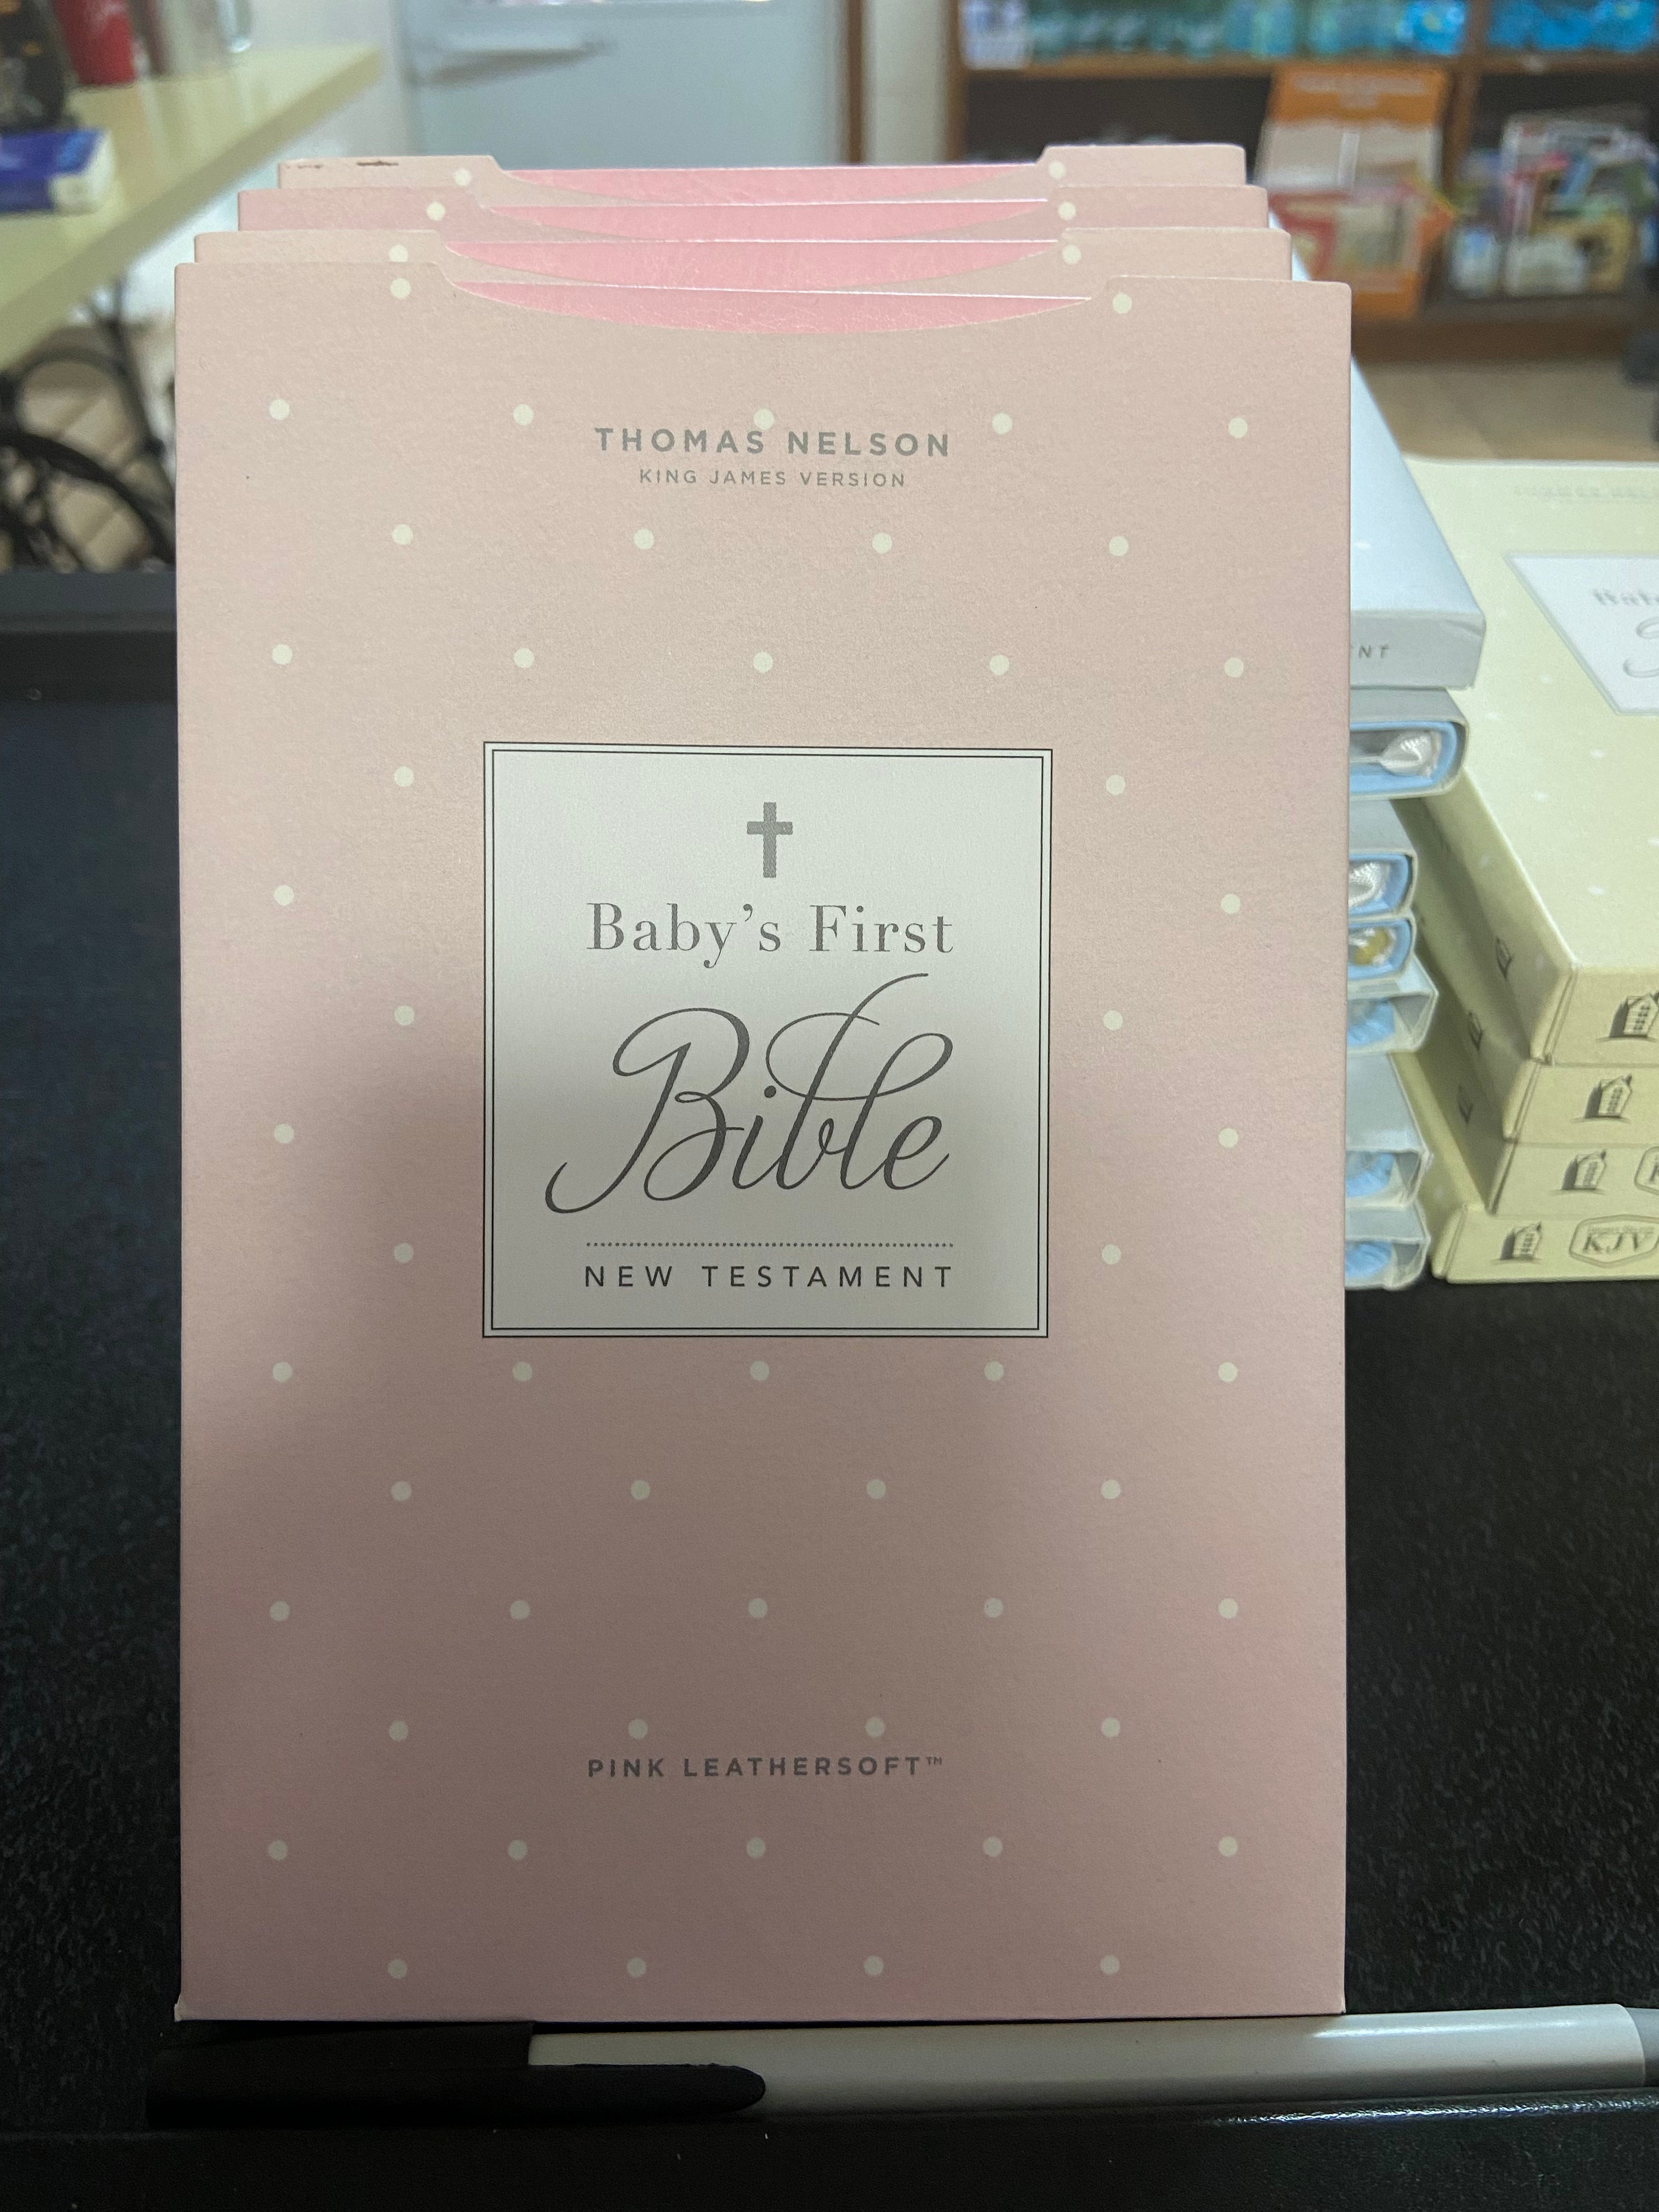 THOMAS NELSON
KING JAMES VERSION
Baby's First
Bible
NEW TESTAMENT
PINK LEATHERSOFT™
KJV